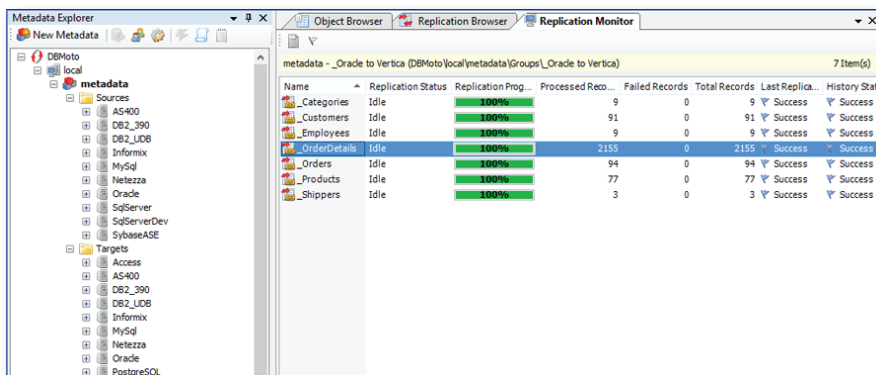 Metadata Explorer
New Metadata
DBMoto
local
metadata
Sources
AS400
DB2_390
DB2_UDB
Informix
MySql
Netezza
Oracle
SqlServer
SqlServerDev
SybaseASE
Targets
Access
AS400
DB2_390
DB2_UDB
Informix
MySql
Netezza
Oracle
PostgreSQL
Object Browser Replication Browser Replication Monitor
metadata - _Oracle to Vertica (DBMoto\local\metadata\Groups\_Oracle to Vertica) 7 Item(s)
Name Replication Status Replication Prog... Processed Reco... Failed Records Total Records Last Replica... History Stat
_Categories Idle 100% 9 0 9 Success Success
_Customers Idle 100% 91 0 91 Success Success
_Employees Idle 100% 9 0 9 Success Success
_OrderDetails Idle 100% 2155 0 2155 Success Success
_Orders Idle 100% 94 0 94 Success Success
_Products Idle 100% 77 0 77 Success Success
_Shippers Idle 100% 3 0 3 Success Success